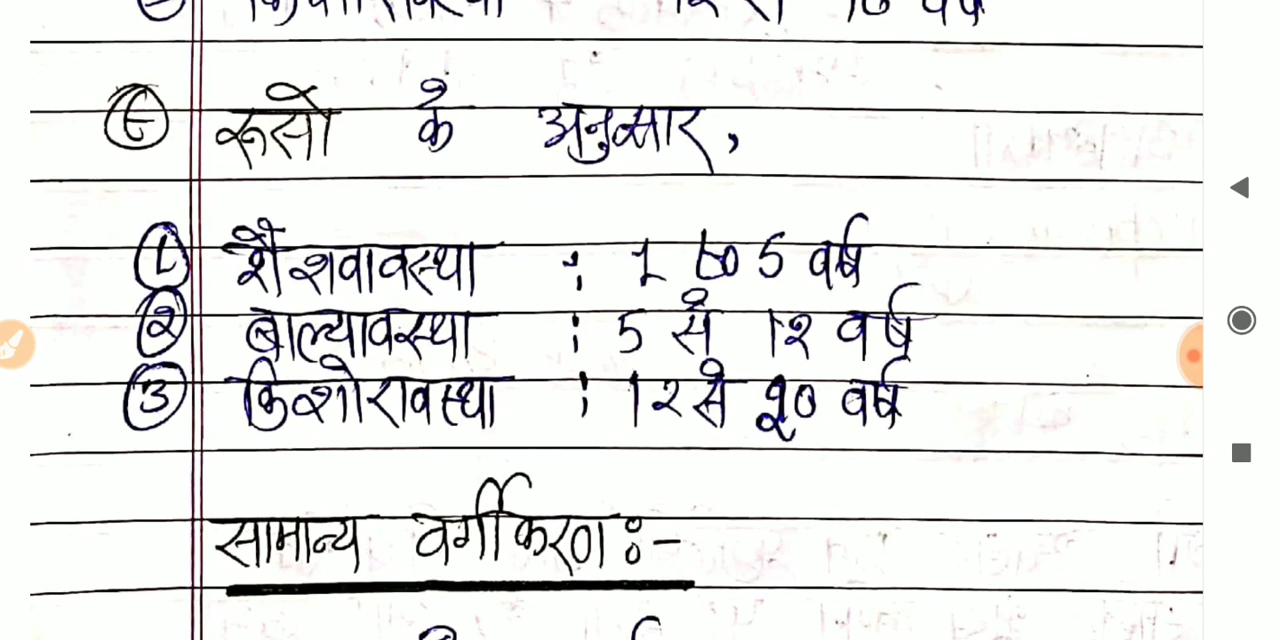 Ⓔ रूसो के अनुसार,
① शैशवावस्था : 1 to 5 वर्ष
② बाल्यावस्था : 5 से 12 वर्ष
③ किशोरावस्था : 12 से 20 वर्ष
सामान्य वर्गीकरण :-